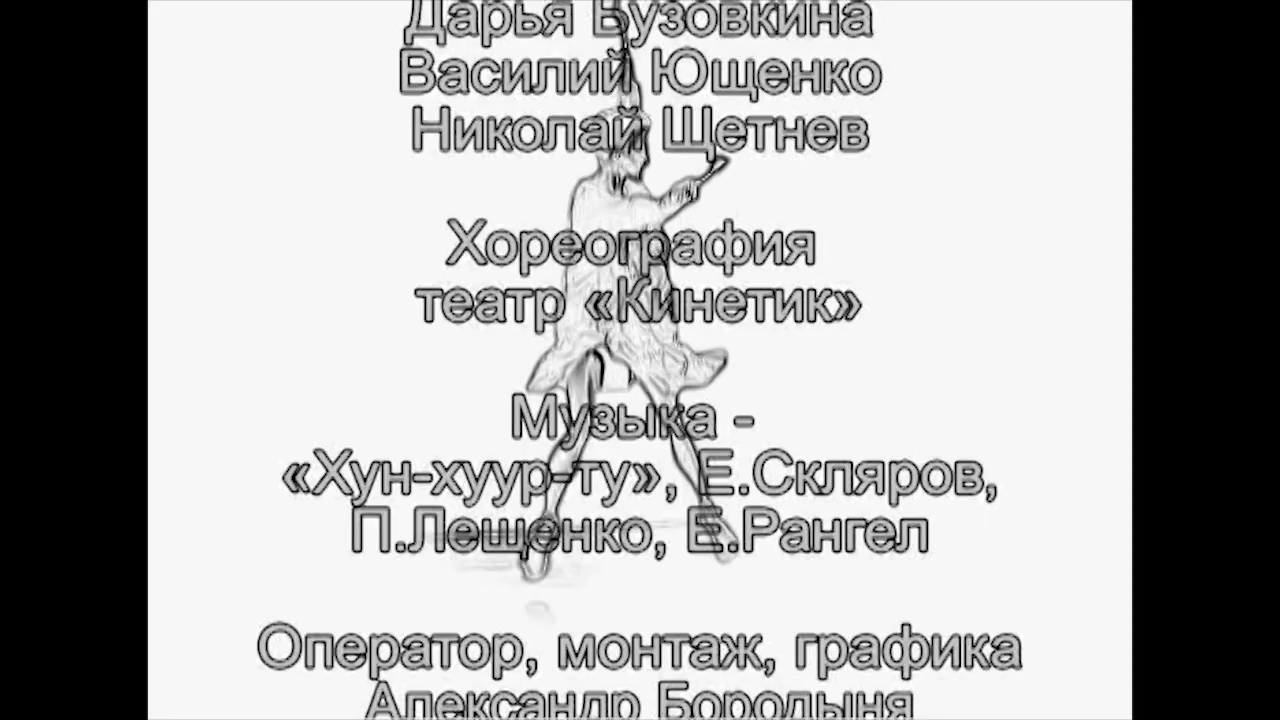 Дарья Бузовкина
Василий Ющенко
Николай Щетнев
Хореография
театр «Кинетик»
Музыка -
«Хун-хуур-ту», Е.Скляров,
П.Лещенко, Е.Рангел
Оператор, монтаж, графика
Александр Бородыня